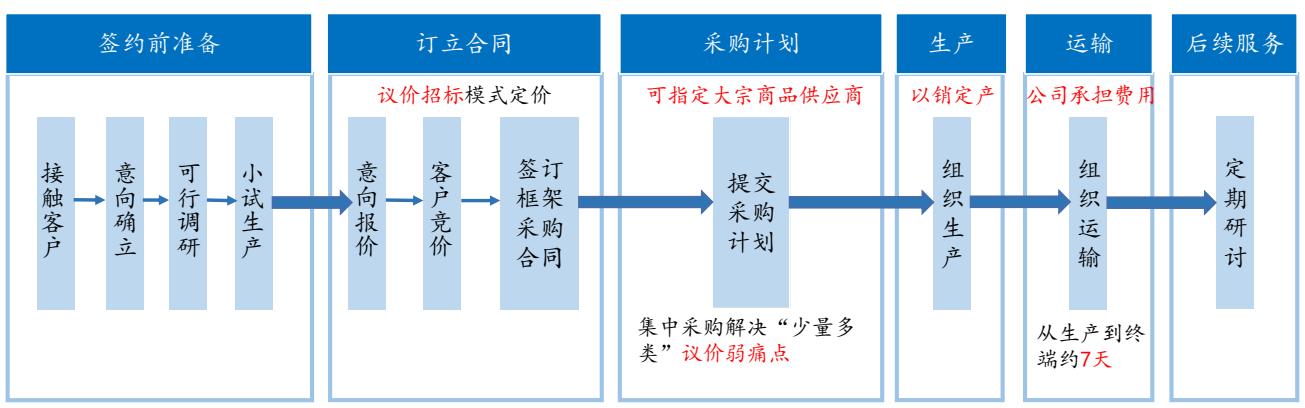 签约前准备
订立合同
采购计划
生产
运输
后续服务
议价招标模式定价
可指定大宗商品供应商
以销定产
公司承担费用
接触客户
意向确立
可行调研
小试生产
意向报价
客户竞价
签订
框架
采购
合同
提交
采购
计划
组织生产
组织运输
定期研讨
集中采购解决“少量多
类”议价弱痛点
从生产到终
端约7天